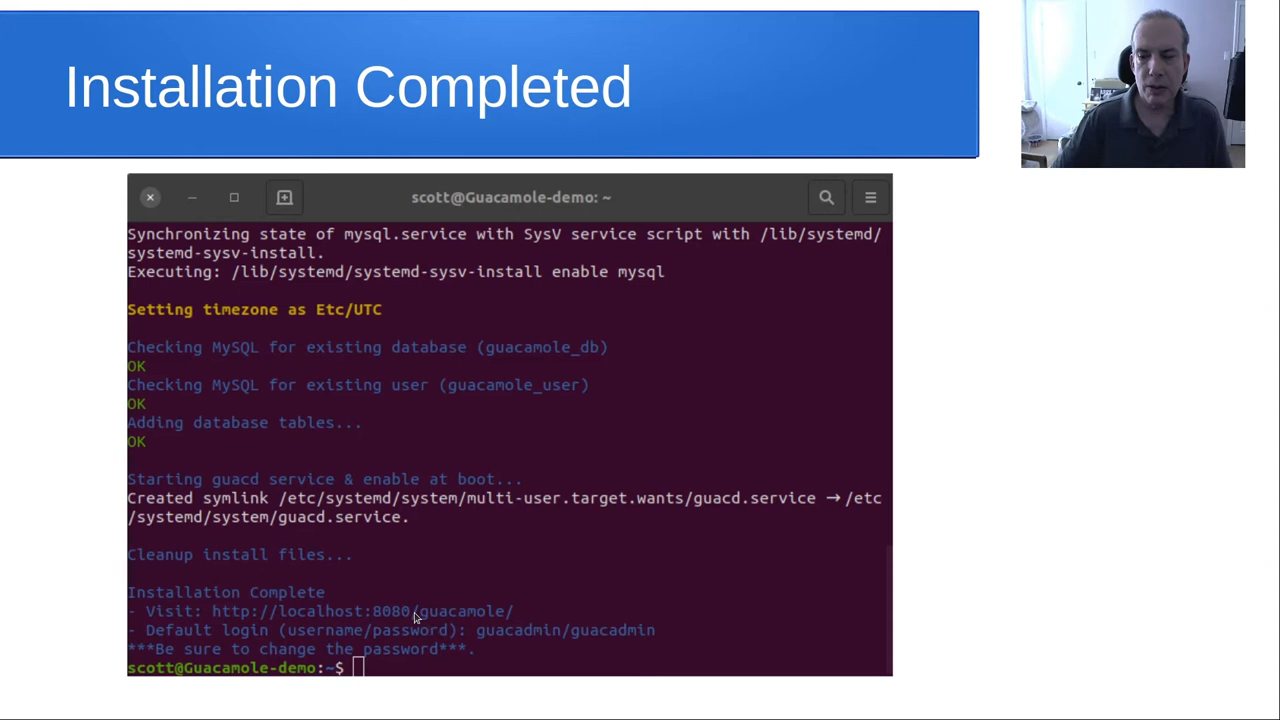 Installation Completed
scott@Guacamole-demo: ~
Synchronizing state of mysql.service with SysV service script with /lib/systemd/
systemd-sysv-install.
Executing: /lib/systemd/systemd-sysv-install enable mysql
Setting timezone as Etc/UTC
Checking MySQL for existing database (guacamole_db)
OK
Checking MySQL for existing user (guacamole_user)
OK
Adding database tables...
OK
Starting guacd service & enable at boot...
Created symlink /etc/systemd/system/multi-user.target.wants/guacd.service → /etc
/systemd/system/guacd.service.
Cleanup install files...
Installation Complete
- Visit: http://localhost:8080/guacamole/
- Default login (username/password): guacadmin/guacadmin
***Be sure to change the password***.
scott@Guacamole-demo:~$